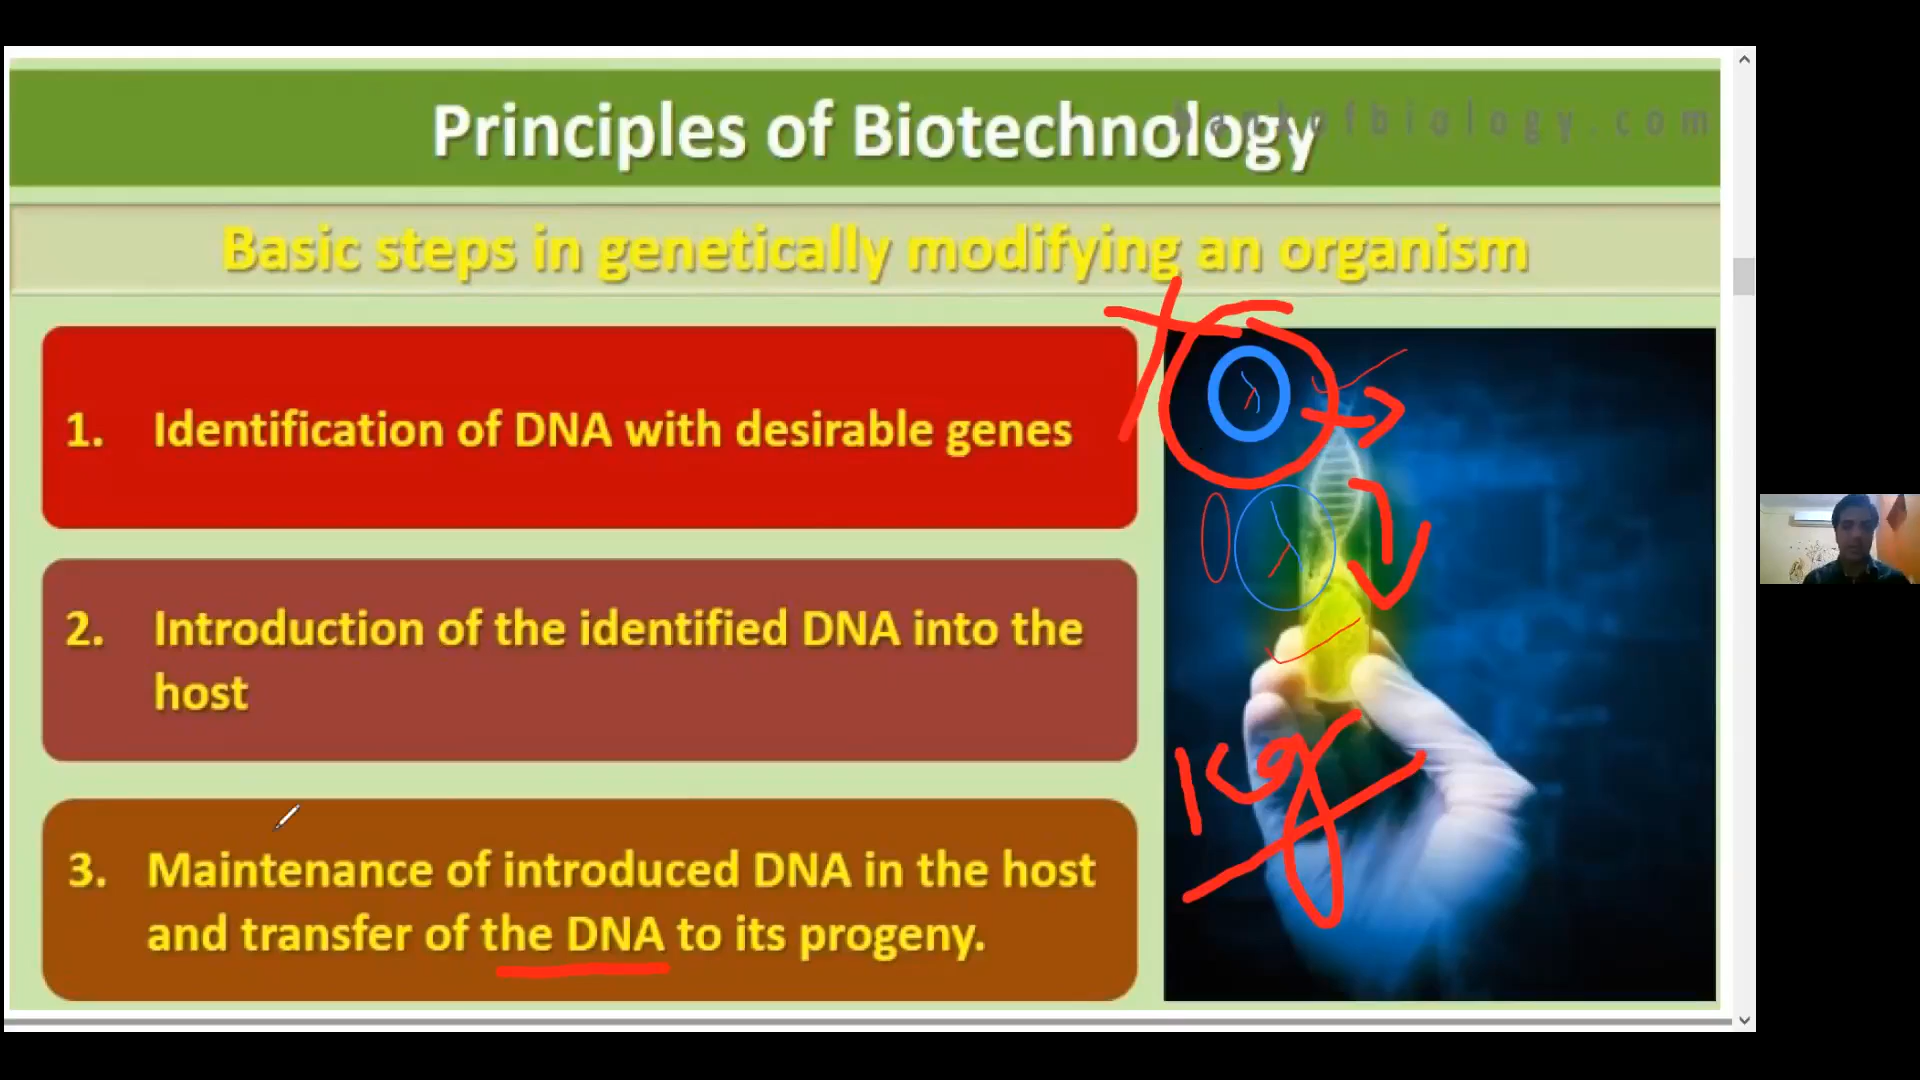 Principles of Biotechnology
bankofbiology.com
Basic steps in genetically modifying an organism
1. Identification of DNA with desirable genes
2. Introduction of the identified DNA into the
host
3. Maintenance of introduced DNA in the host
and transfer of the DNA to its progeny.